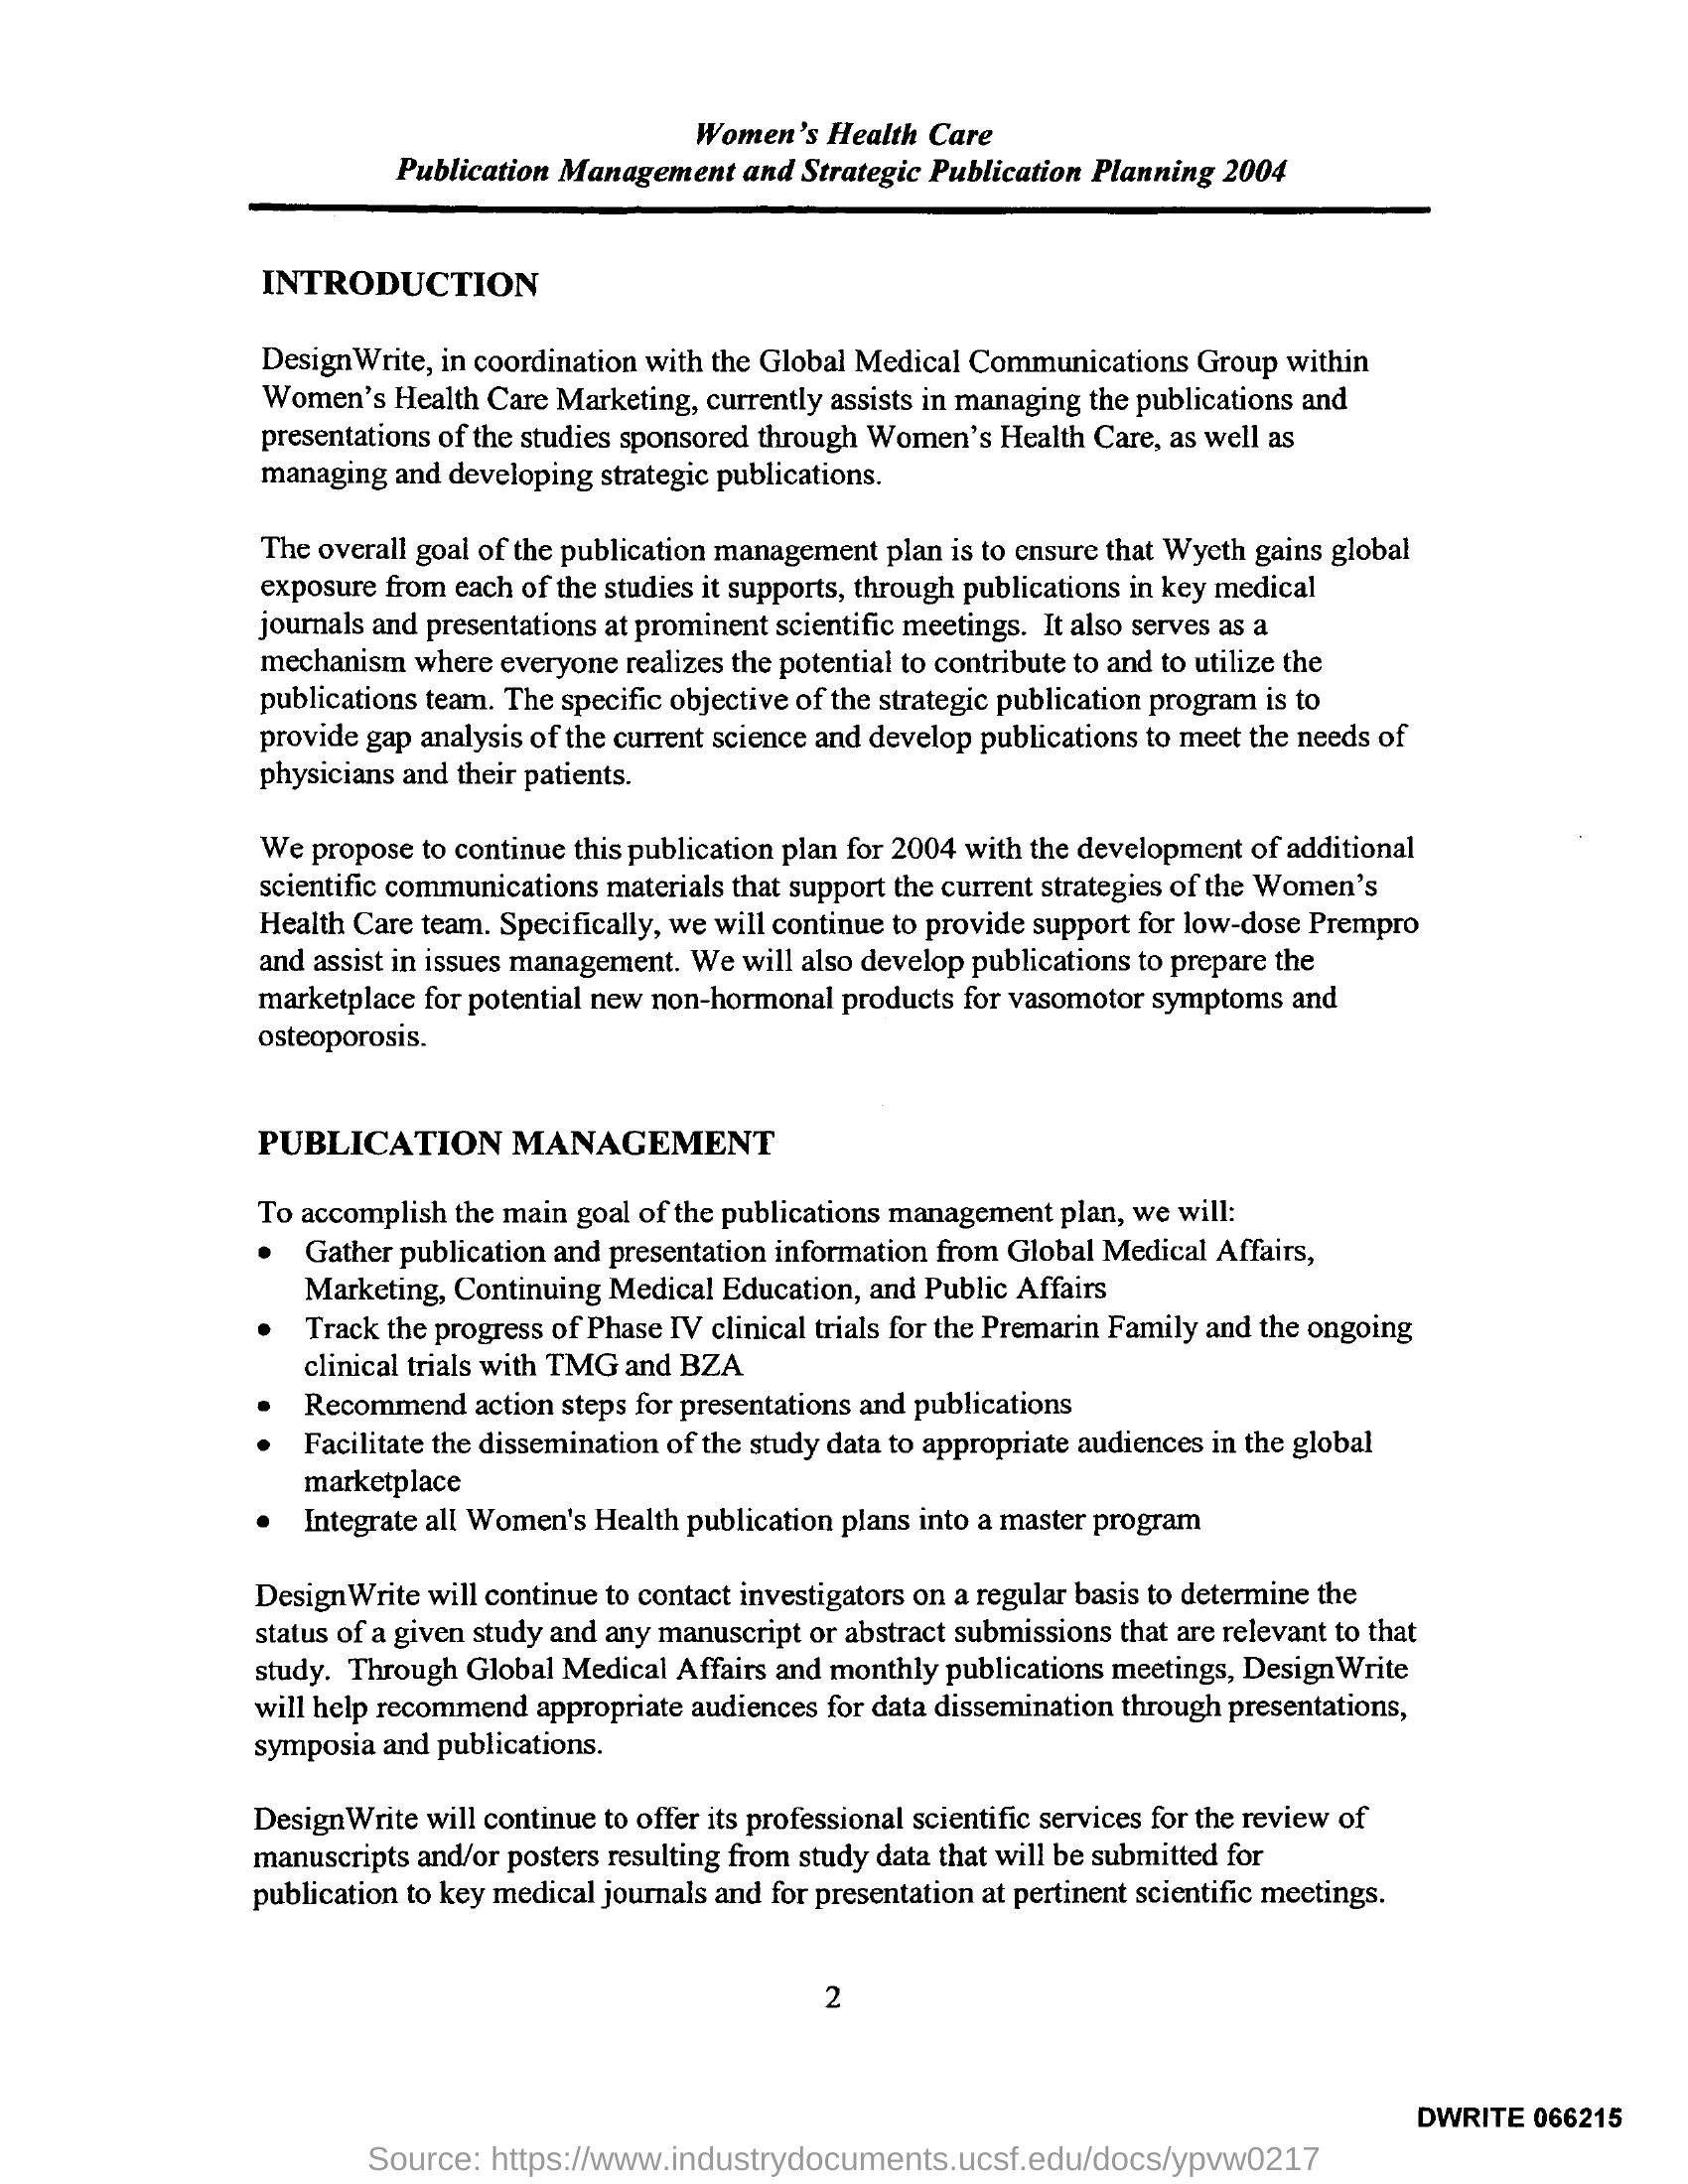 Women's Health Care
Publication Management and Strategic Publication Planning 2004
INTRODUCTION
DesignWrite, in coordination with the Global Medical Communications Group within
Women's Health Care Marketing, currently assists in managing the publications and
presentations of the studies sponsored through Women's Health Care, as well as
managing and developing strategic publications.
The overall goal of the publication management plan is to ensure that Wyeth gains global
exposure from each of the studies it supports, through publications in key medical
journals and presentations at prominent scientific meetings. It also serves as a
mechanism where everyone realizes the potential to contribute to and to utilize the
publications team. The specific objective of the strategic publication program is to
provide gap analysis of the current science and develop publications to meet the needs of
physicians and their patients.
We propose to continue this publication plan for 2004 with the development of additional
scientific communications materials that support the current strategies of the Women's
Health Care team. Specifically, we will continue to provide support for low-dose Prempro
and assist in issues management. We will also develop publications to prepare the
marketplace for potential new non-hormonal products for vasomotor symptoms and
osteoporosis.
PUBLICATION MANAGEMENT
To accomplish the main goal of the publications management plan, we will:
• Gather publication and presentation information from Global Medical Affairs,
Marketing, Continuing Medical Education, and Public Affairs
• Track the progress of Phase IV clinical trials for the Premarin Family and the ongoing
clinical trials with TMG and BZA
• Recommend action steps for presentations and publications
• Facilitate the dissemination of the study data to appropriate audiences in the global
marketplace
• Integrate all Women's Health publication plans into a master program
DesignWrite will continue to contact investigators on a regular basis to determine the
status of a given study and any manuscript or abstract submissions that are relevant to that
study. Through Global Medical Affairs and monthly publications meetings, DesignWrite
will help recommend appropriate audiences for data dissemination through presentations,
symposia and publications.
DesignWrite will continue to offer its professional scientific services for the review of
manuscripts and/or posters resulting from study data that will be submitted for
publication to key medical journals and for presentation at pertinent scientific meetings.
2
DWRITE 066215
Source: https://www.industrydocuments.ucsf.edu/docs/ypvw0217